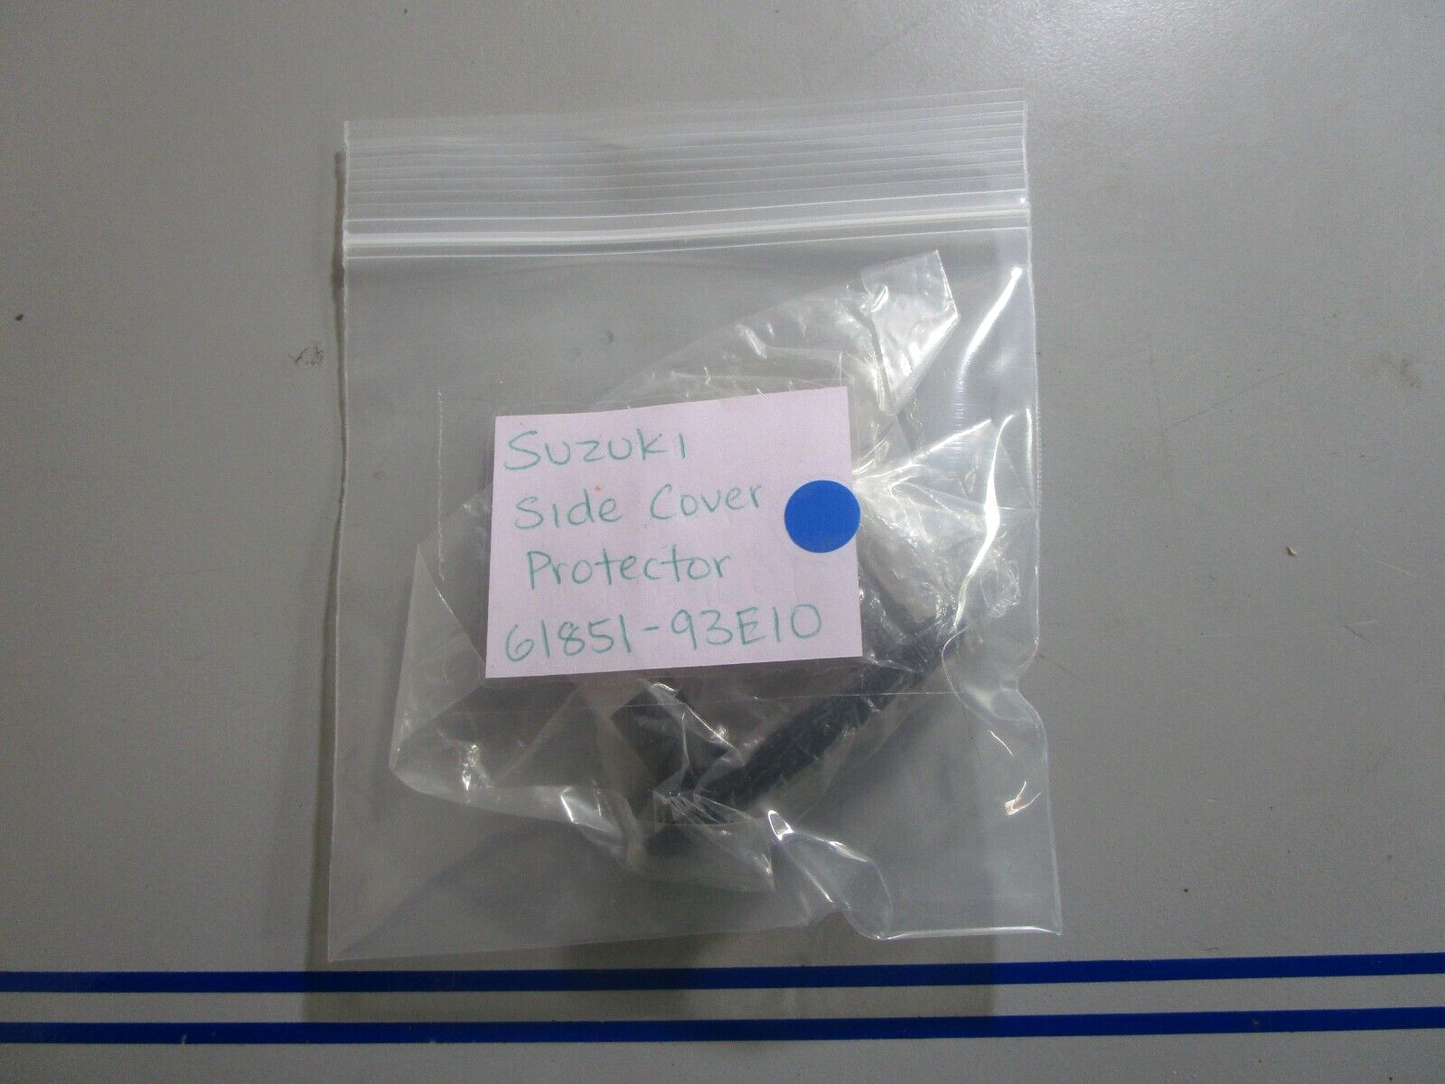 Suzuki
Side Cover
Protector
61851-93E10